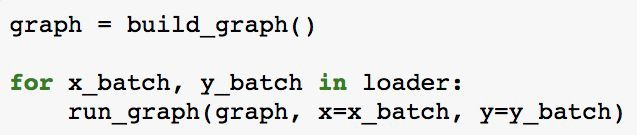 graph = build_graph()
for x_batch, y_batch in loader:
    run_graph(graph, x=x_batch, y=y_batch)